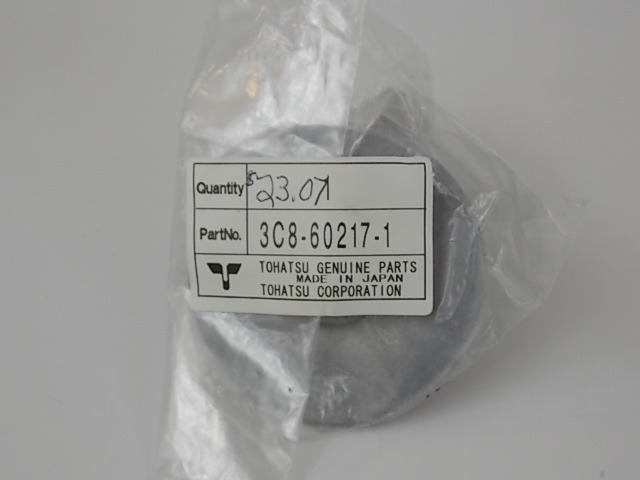 Quantity $23.07
PartNo. 3C8-60217-1
TOHATSU GENUINE PARTS
MADE IN JAPAN
TOHATSU CORPORATION